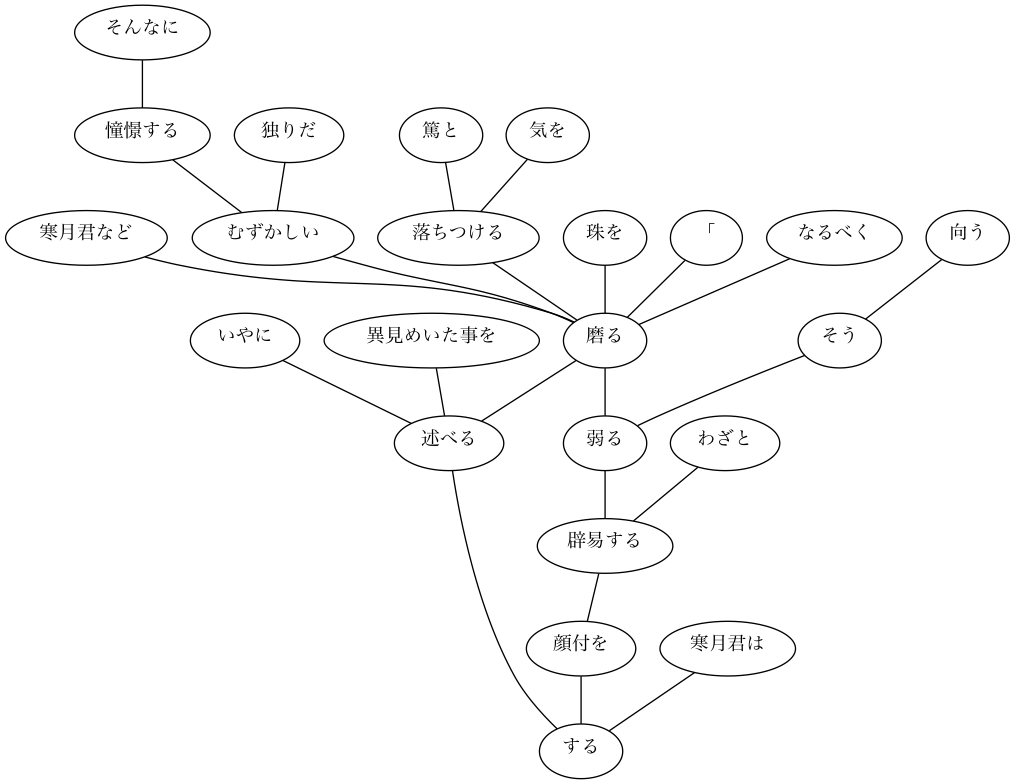 そんなに
憧憬する 独りだ 篤と 気を
寒月君など むずかしい 落ちつける 珠を 「 なるべく 向う
いやに 異見めいた事を 磨る そう
述べる 弱る わざと
辟易する
顔付を 寒月君は
する